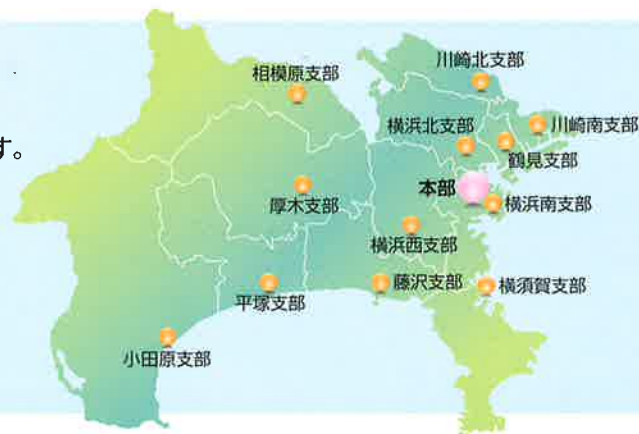 川崎北支部
相模原支部
横浜北支部
川崎南支部
す。
鶴見支部
本部
厚木支部
横浜南支部
横浜西支部
平塚支部
藤沢支部
横須賀支部
小田原支部